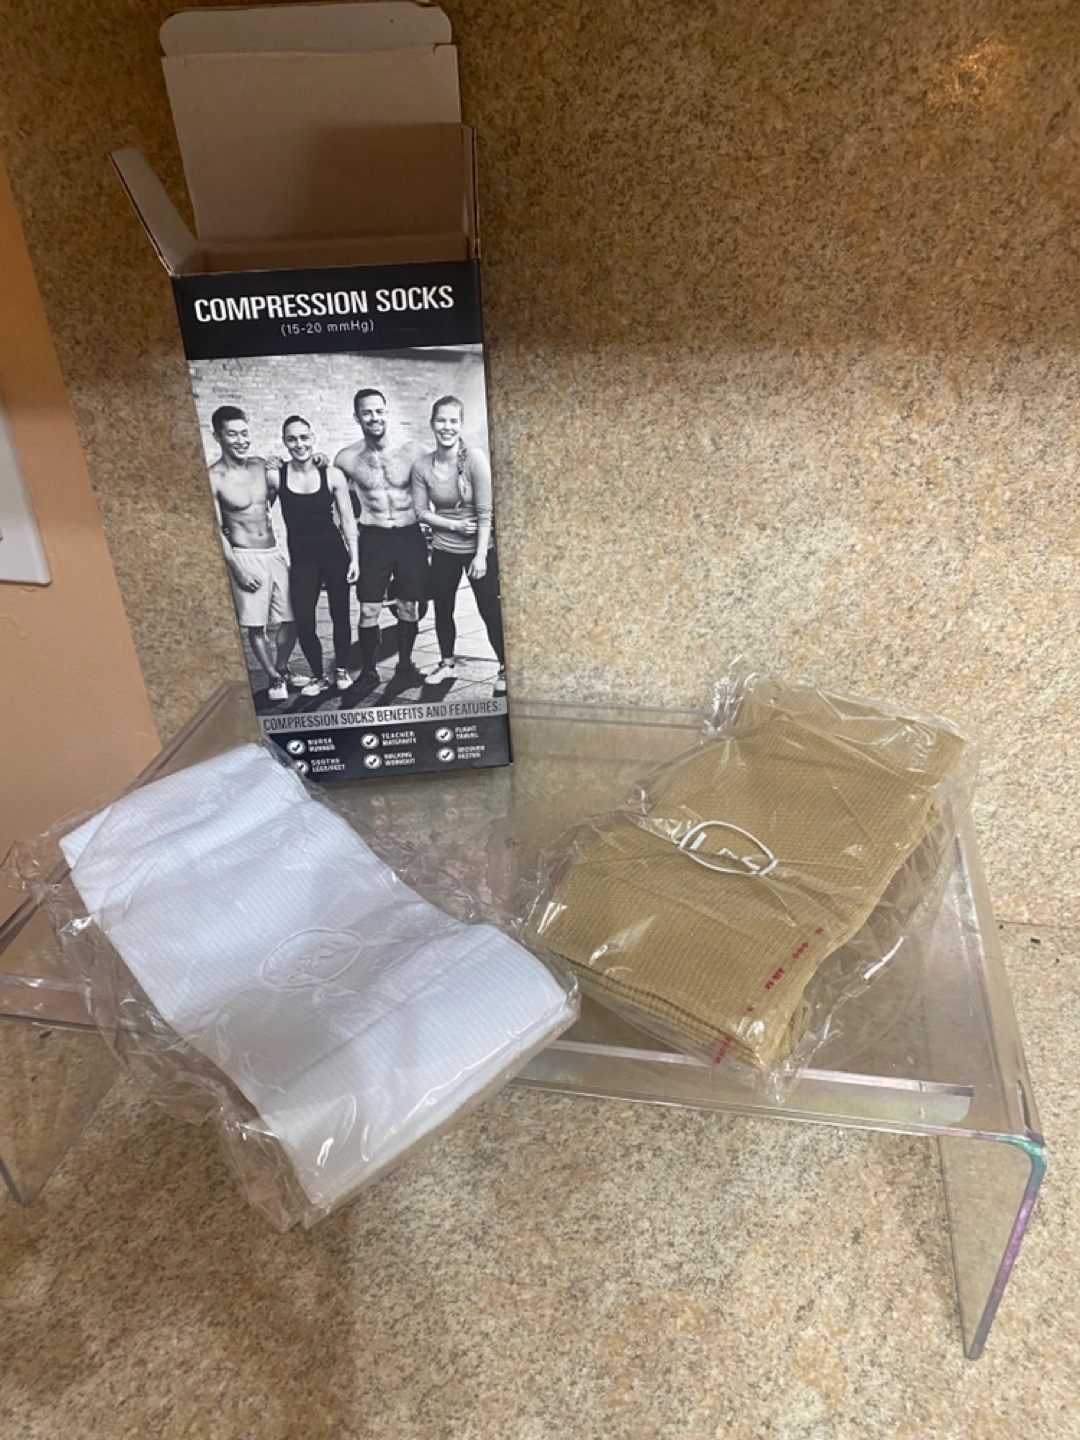 COMPRESSION SOCKS
(15-20 mmHg)
COMPRESSION SOCKS BENEFITS AND FEATURES:
NURSE
RUNNER
TEACHER
MATERNITY
FLIGHT
TRAVEL
SOOTHE
LEGS/FEET
WALKING
WORKOUT
RECOVER
FASTER